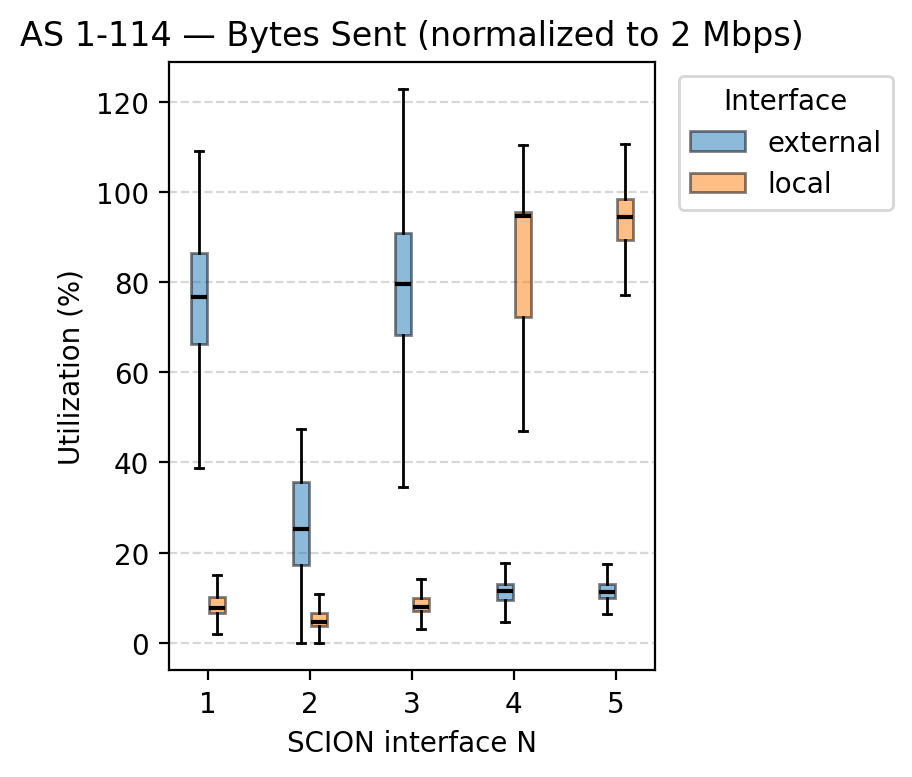 AS 1-114 — Bytes Sent (normalized to 2 Mbps)
Interface
external
local
Utilization (%)
120
100
80
60
40
20
0
1 2 3 4 5
SCION interface N